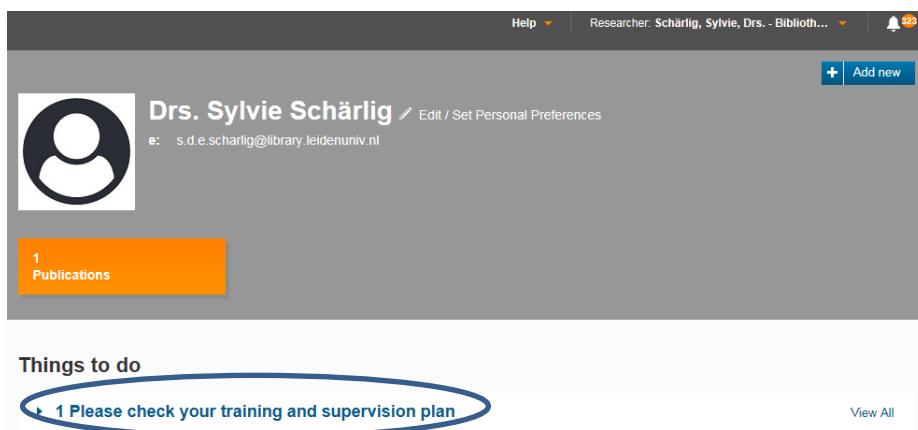 Help Researcher: Schärlig, Sylvie, Drs. - Biblioth... 323
+ Add new
Drs. Sylvie Schärlig Edit / Set Personal Preferences
e: s.d.e.scharlig@library.leidenuniv.nl
1
Publications
Things to do
1 Please check your training and supervision plan View All